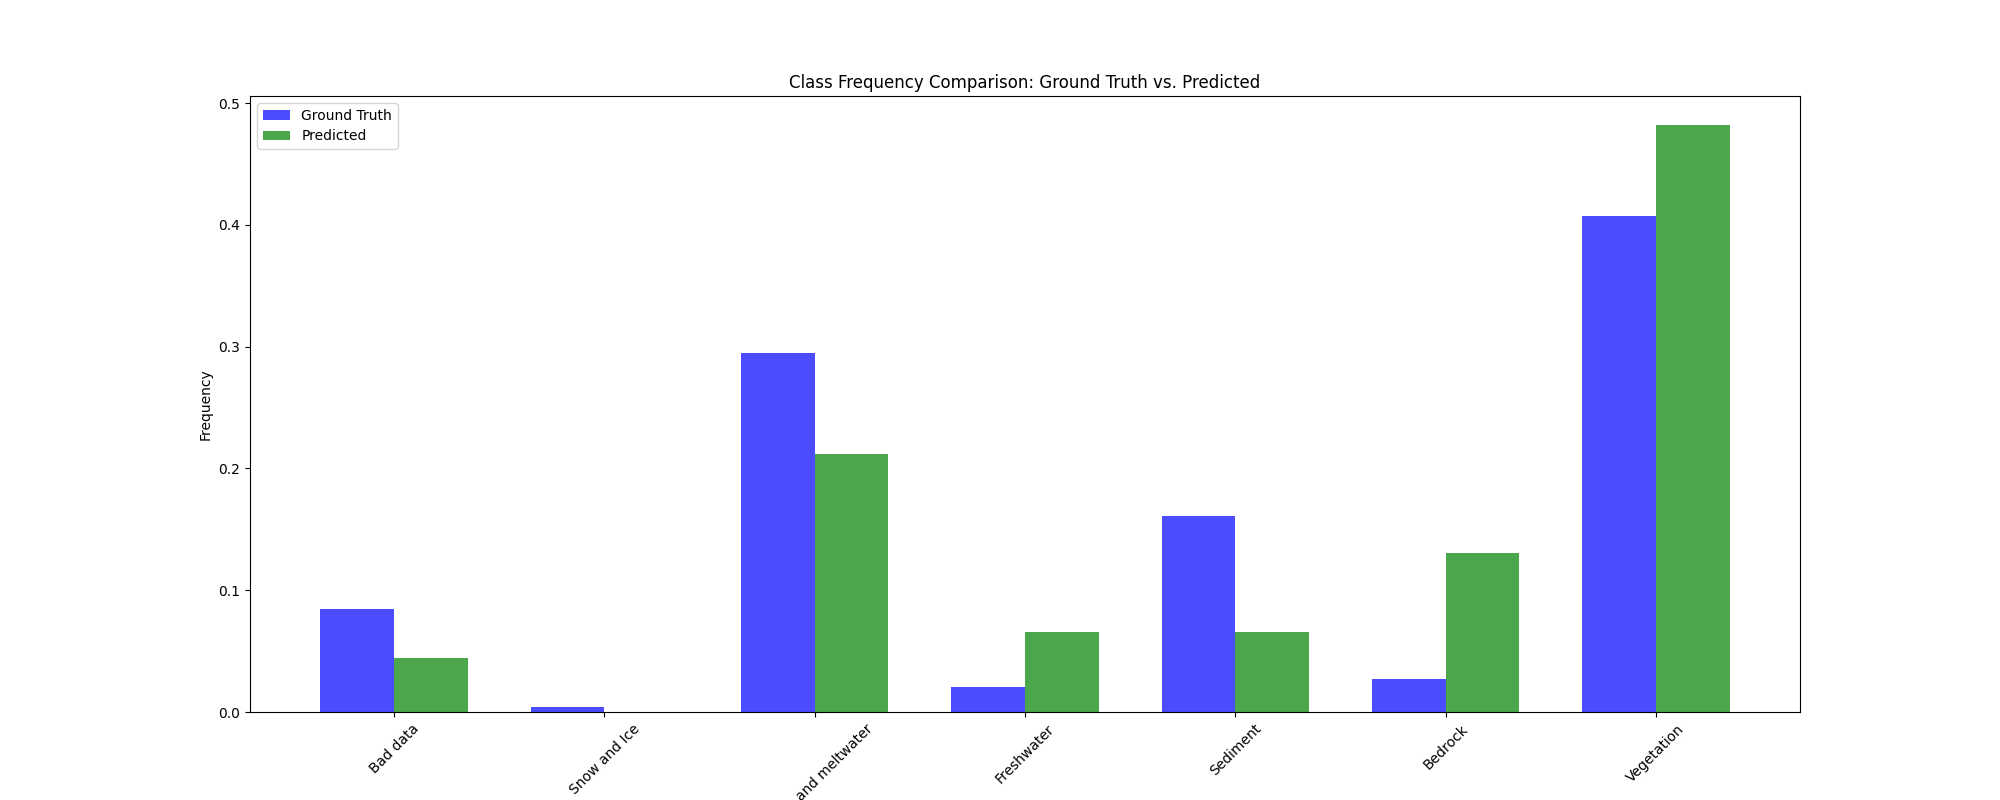 Class Frequency Comparison: Ground Truth vs. Predicted
Ground Truth
Predicted
Frequency
0.5
0.4
0.3
0.2
0.1
0.0
Bad data
Snow and Ice
and meltwater
Freshwater
Sediment
Bedrock
Vegetation